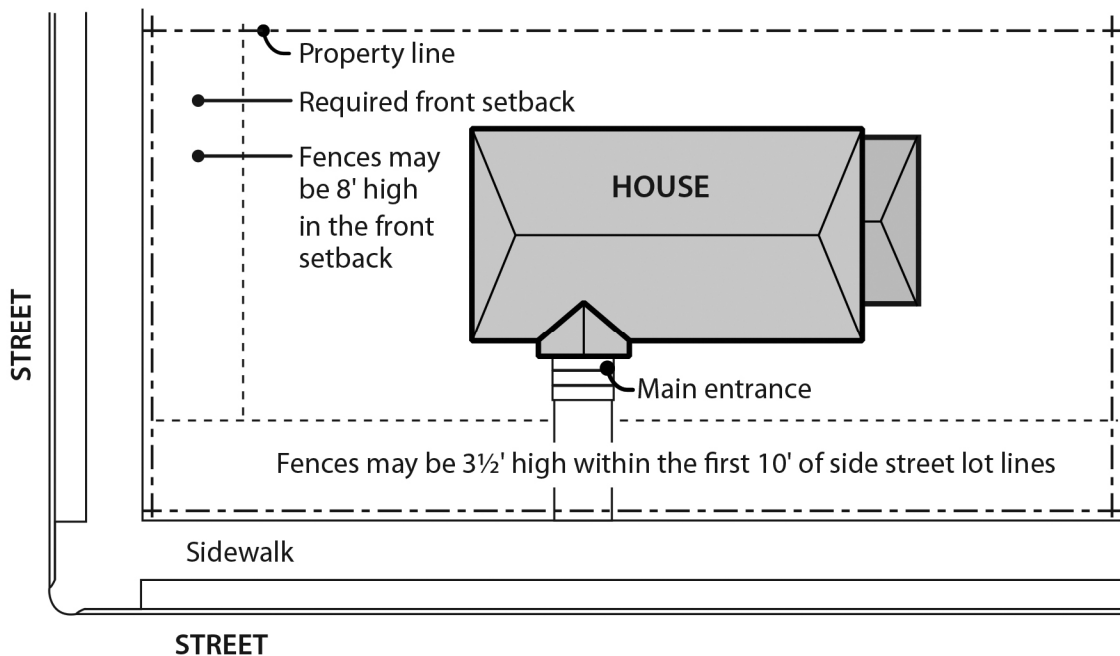 Property line
Required front setback
Fences may
be 8' high
in the front
setback
HOUSE
STREET
Main entrance
Fences may be 3½' high within the first 10' of side street lot lines
Sidewalk
STREET